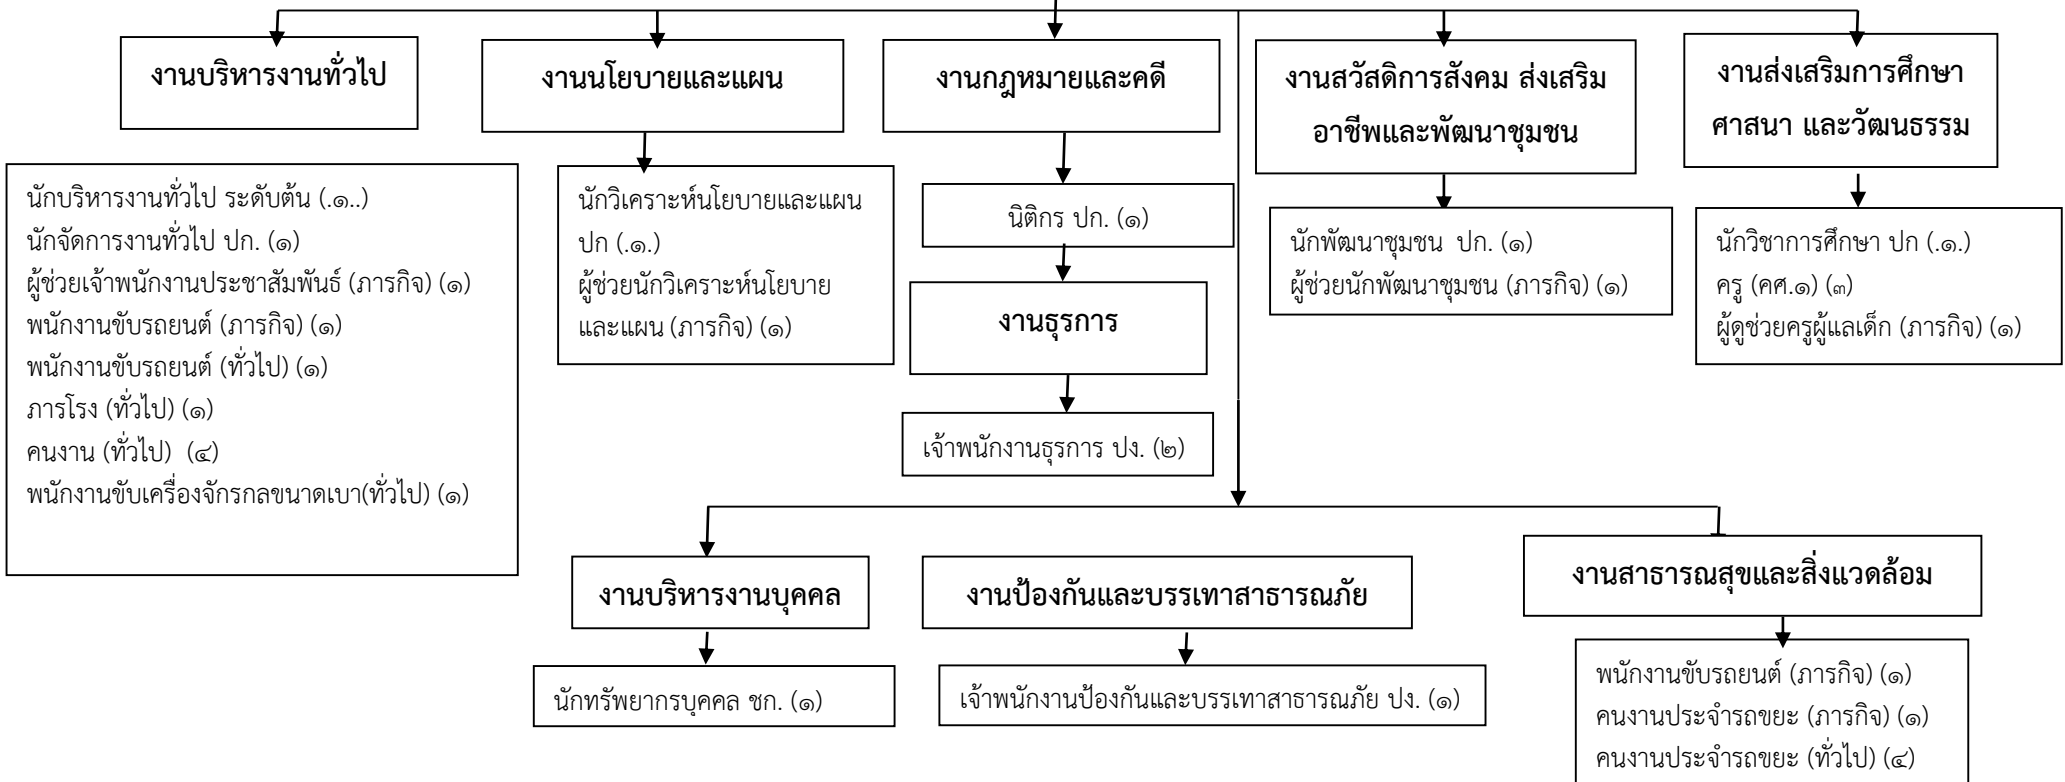 งานบริหารงานทั่วไป
นักบริหารงานทั่วไป ระดับต้น (.๑..)
นักจัดการงานทั่วไป ปก. (๑)
ผู้ช่วยเจ้าพนักงานประชาสัมพันธ์ (ภารกิจ) (๑)
พนักงานขับรถยนต์ (ภารกิจ) (๑)
พนักงานขับรถยนต์ (ทั่วไป) (๑)
ภารโรง (ทั่วไป) (๑)
คนงาน (ทั่วไป) (๔)
พนักงานขับเครื่องจักรกลขนาดเบา(ทั่วไป) (๑)
งานนโยบายและแผน
นักวิเคราะห์นโยบายและแผน
ปก (.๑.)
ผู้ช่วยนักวิเคราะห์นโยบาย
และแผน (ภารกิจ) (๑)
งานกฎหมายและคดี
นิติกร ปก. (๑)
งานธุรการ
เจ้าพนักงานธุรการ ปง. (๒)
งานสวัสดิการสังคม ส่งเสริม
อาชีพและพัฒนาชุมชน
นักพัฒนาชุมชน ปก. (๑)
ผู้ช่วยนักพัฒนาชุมชน (ภารกิจ) (๑)
งานส่งเสริมการศึกษา
ศาสนา และวัฒนธรรม
นักวิชาการศึกษา ปก (.๑.)
ครู (คศ.๑) (๓)
ผู้ดูช่วยครูผู้แลเด็ก (ภารกิจ) (๑)
งานบริหารงานบุคคล
นักทรัพยากรบุคคล ชก. (๑)
งานป้องกันและบรรเทาสาธารณภัย
เจ้าพนักงานป้องกันและบรรเทาสาธารณภัย ปง. (๑)
งานสาธารณสุขและสิ่งแวดล้อม
พนักงานขับรถยนต์ (ภารกิจ) (๑)
คนงานประจำรถขยะ (ภารกิจ) (๑)
คนงานประจำรถขยะ (ทั่วไป) (๔)